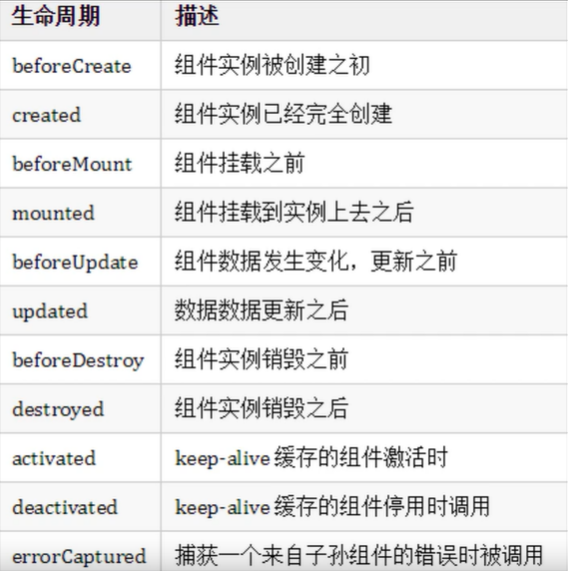 生命周期 描述
beforeCreate 组件实例被创建之初
created 组件实例已经完全创建
beforeMount 组件挂载之前
mounted 组件挂载到实例上去之后
beforeUpdate 组件数据发生变化，更新之前
updated 数据数据更新之后
beforeDestroy 组件实例销毁之前
destroyed 组件实例销毁之后
activated keep-alive 缓存的组件激活时
deactivated keep-alive 缓存的组件停用时调用
errorCaptured 捕获一个来自子孙组件的错误时被调用